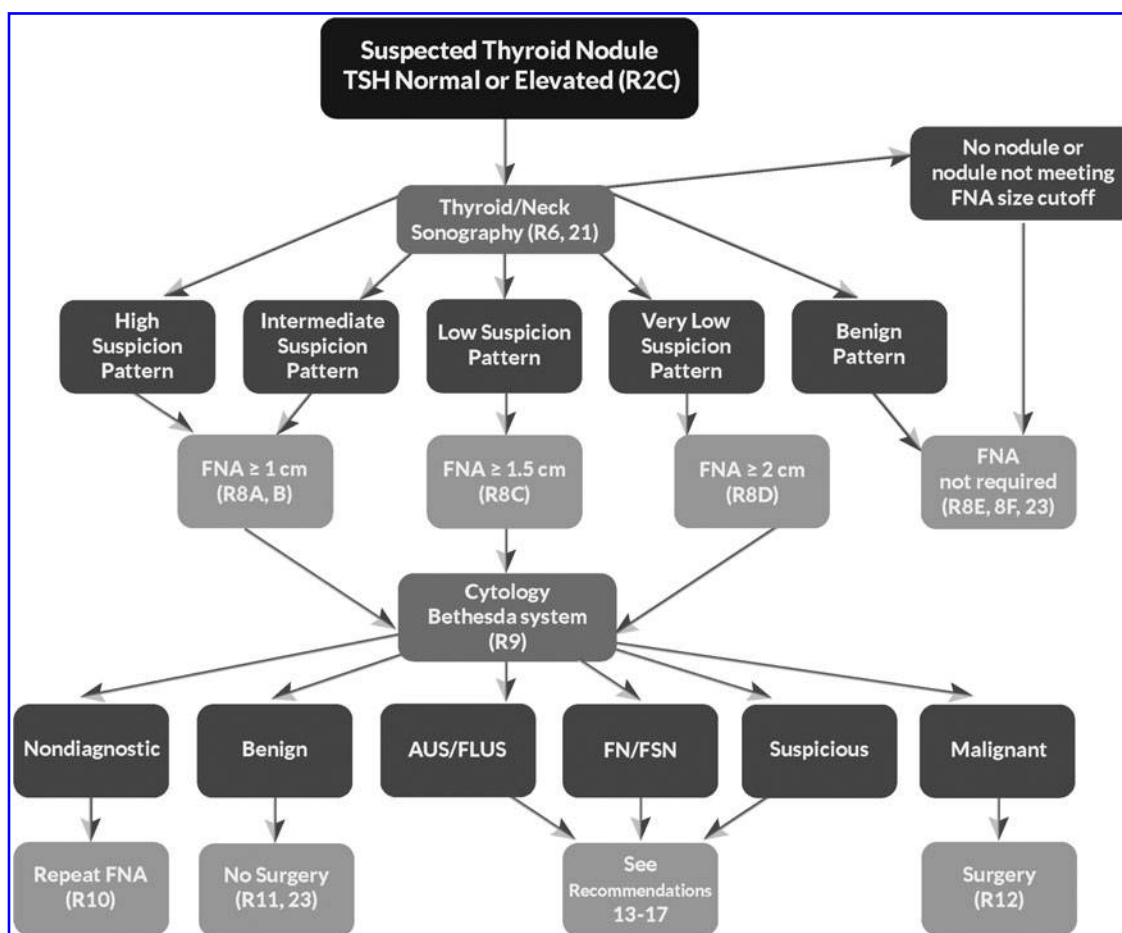 Suspected Thyroid Nodule
TSH Normal or Elevated (R2C)
No nodule or
nodule not meeting
FNA size cutoff
Thyroid/Neck
Sonography (R6, 21)
High
Suspicion
Pattern
Intermediate
Suspicion
Pattern
Low Suspicion
Pattern
Very Low
Suspicion
Pattern
Benign
Pattern
FNA ≥ 1 cm
(R8A, B)
FNA ≥ 1.5 cm
(R8C)
FNA ≥ 2 cm
(R8D)
FNA
not required
(R8E, 8F, 23)
Cytology
Bethesda system
(R9)
Nondiagnostic
Benign
AUS/FLUS
FN/FSN
Suspicious
Malignant
Repeat FNA
(R10)
No Surgery
(R11, 23)
See
Recommendations
13-17
Surgery
(R12)